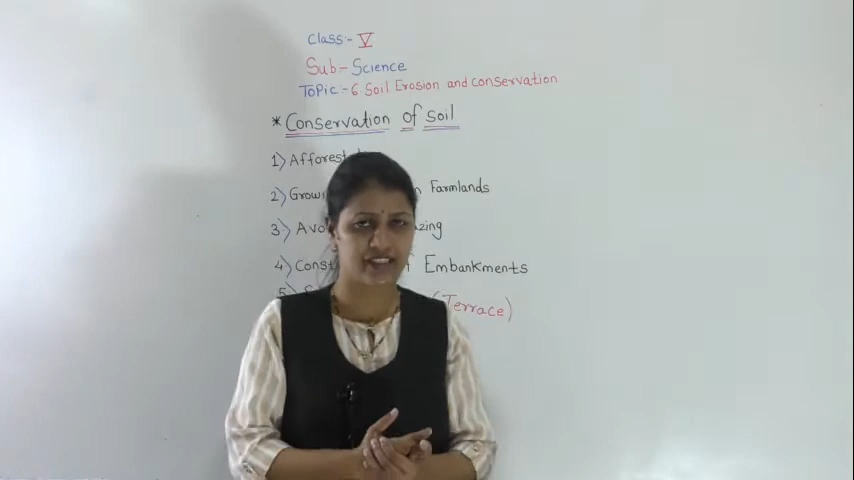 Class:- V
Sub- Science
Topic:- 6 Soil Erosion and conservation
* Conservation of soil
1) Afforest
2) Grow Farmlands
3) Avo zing
4) Const Embankments
5) (Terrace)